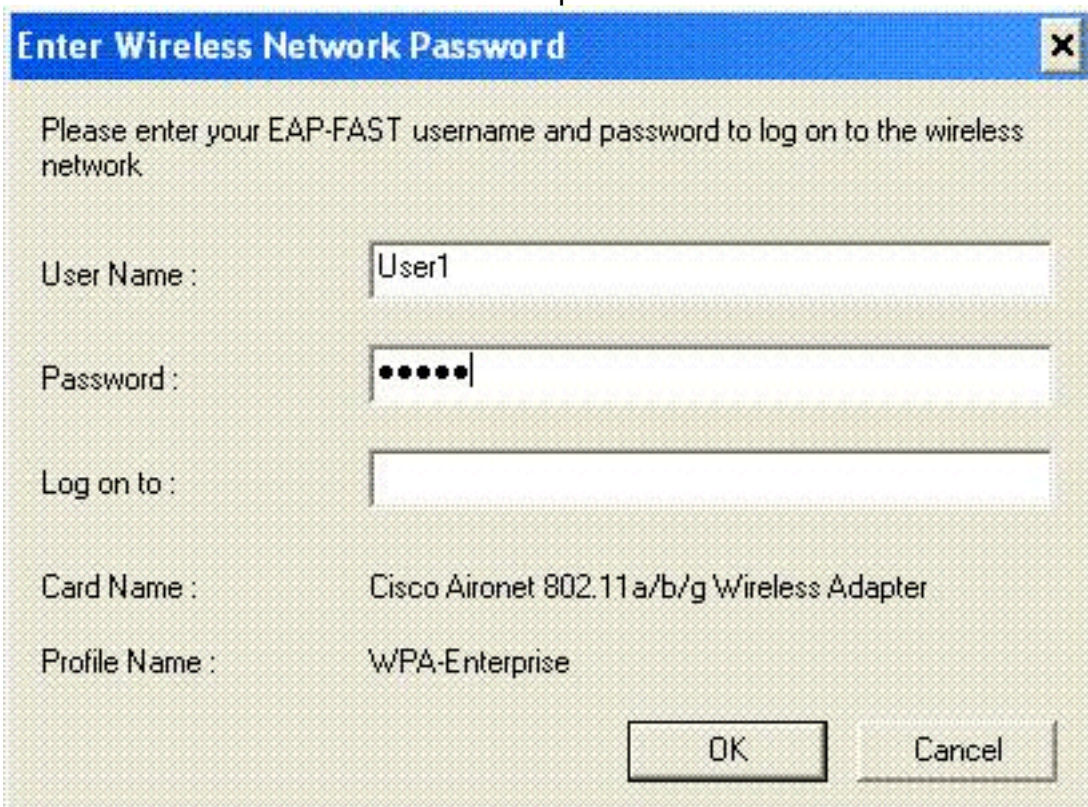 Enter Wireless Network Password
Please enter your EAP-FAST username and password to log on to the wireless
network
User Name : User1
Password : •••••
Log on to :
Card Name : Cisco Aironet 802.11a/b/g Wireless Adapter
Profile Name : WPA-Enterprise
OK Cancel